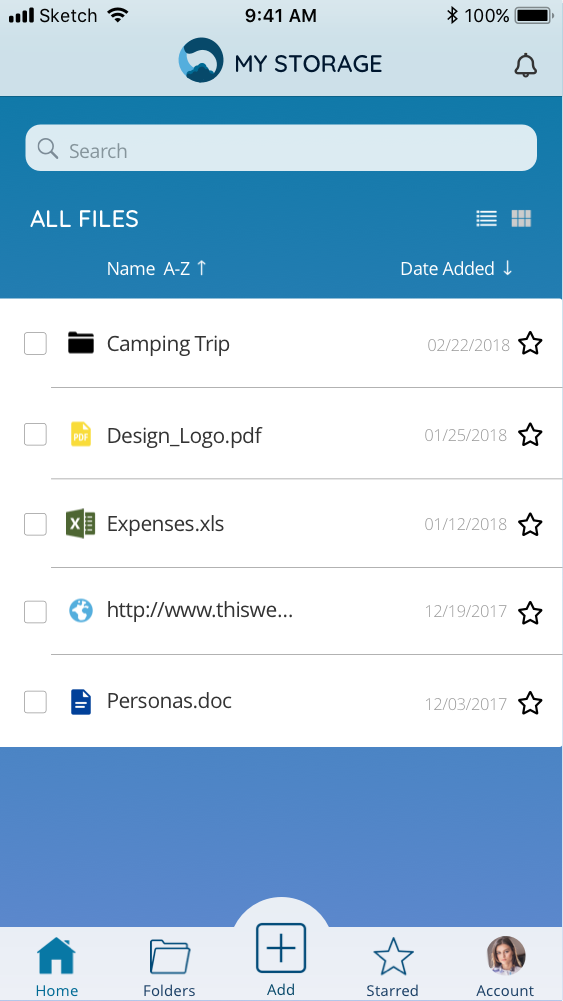 Sketch 9:41 AM 100%
MY STORAGE
Search
ALL FILES
Name A-Z ↑ Date Added ↓
Camping Trip 02/22/2018
PDF Design_Logo.pdf 01/25/2018
X Expenses.xls 01/12/2018
http://www.thiswe... 12/19/2017
Personas.doc 12/03/2017
Home Folders Add Starred Account